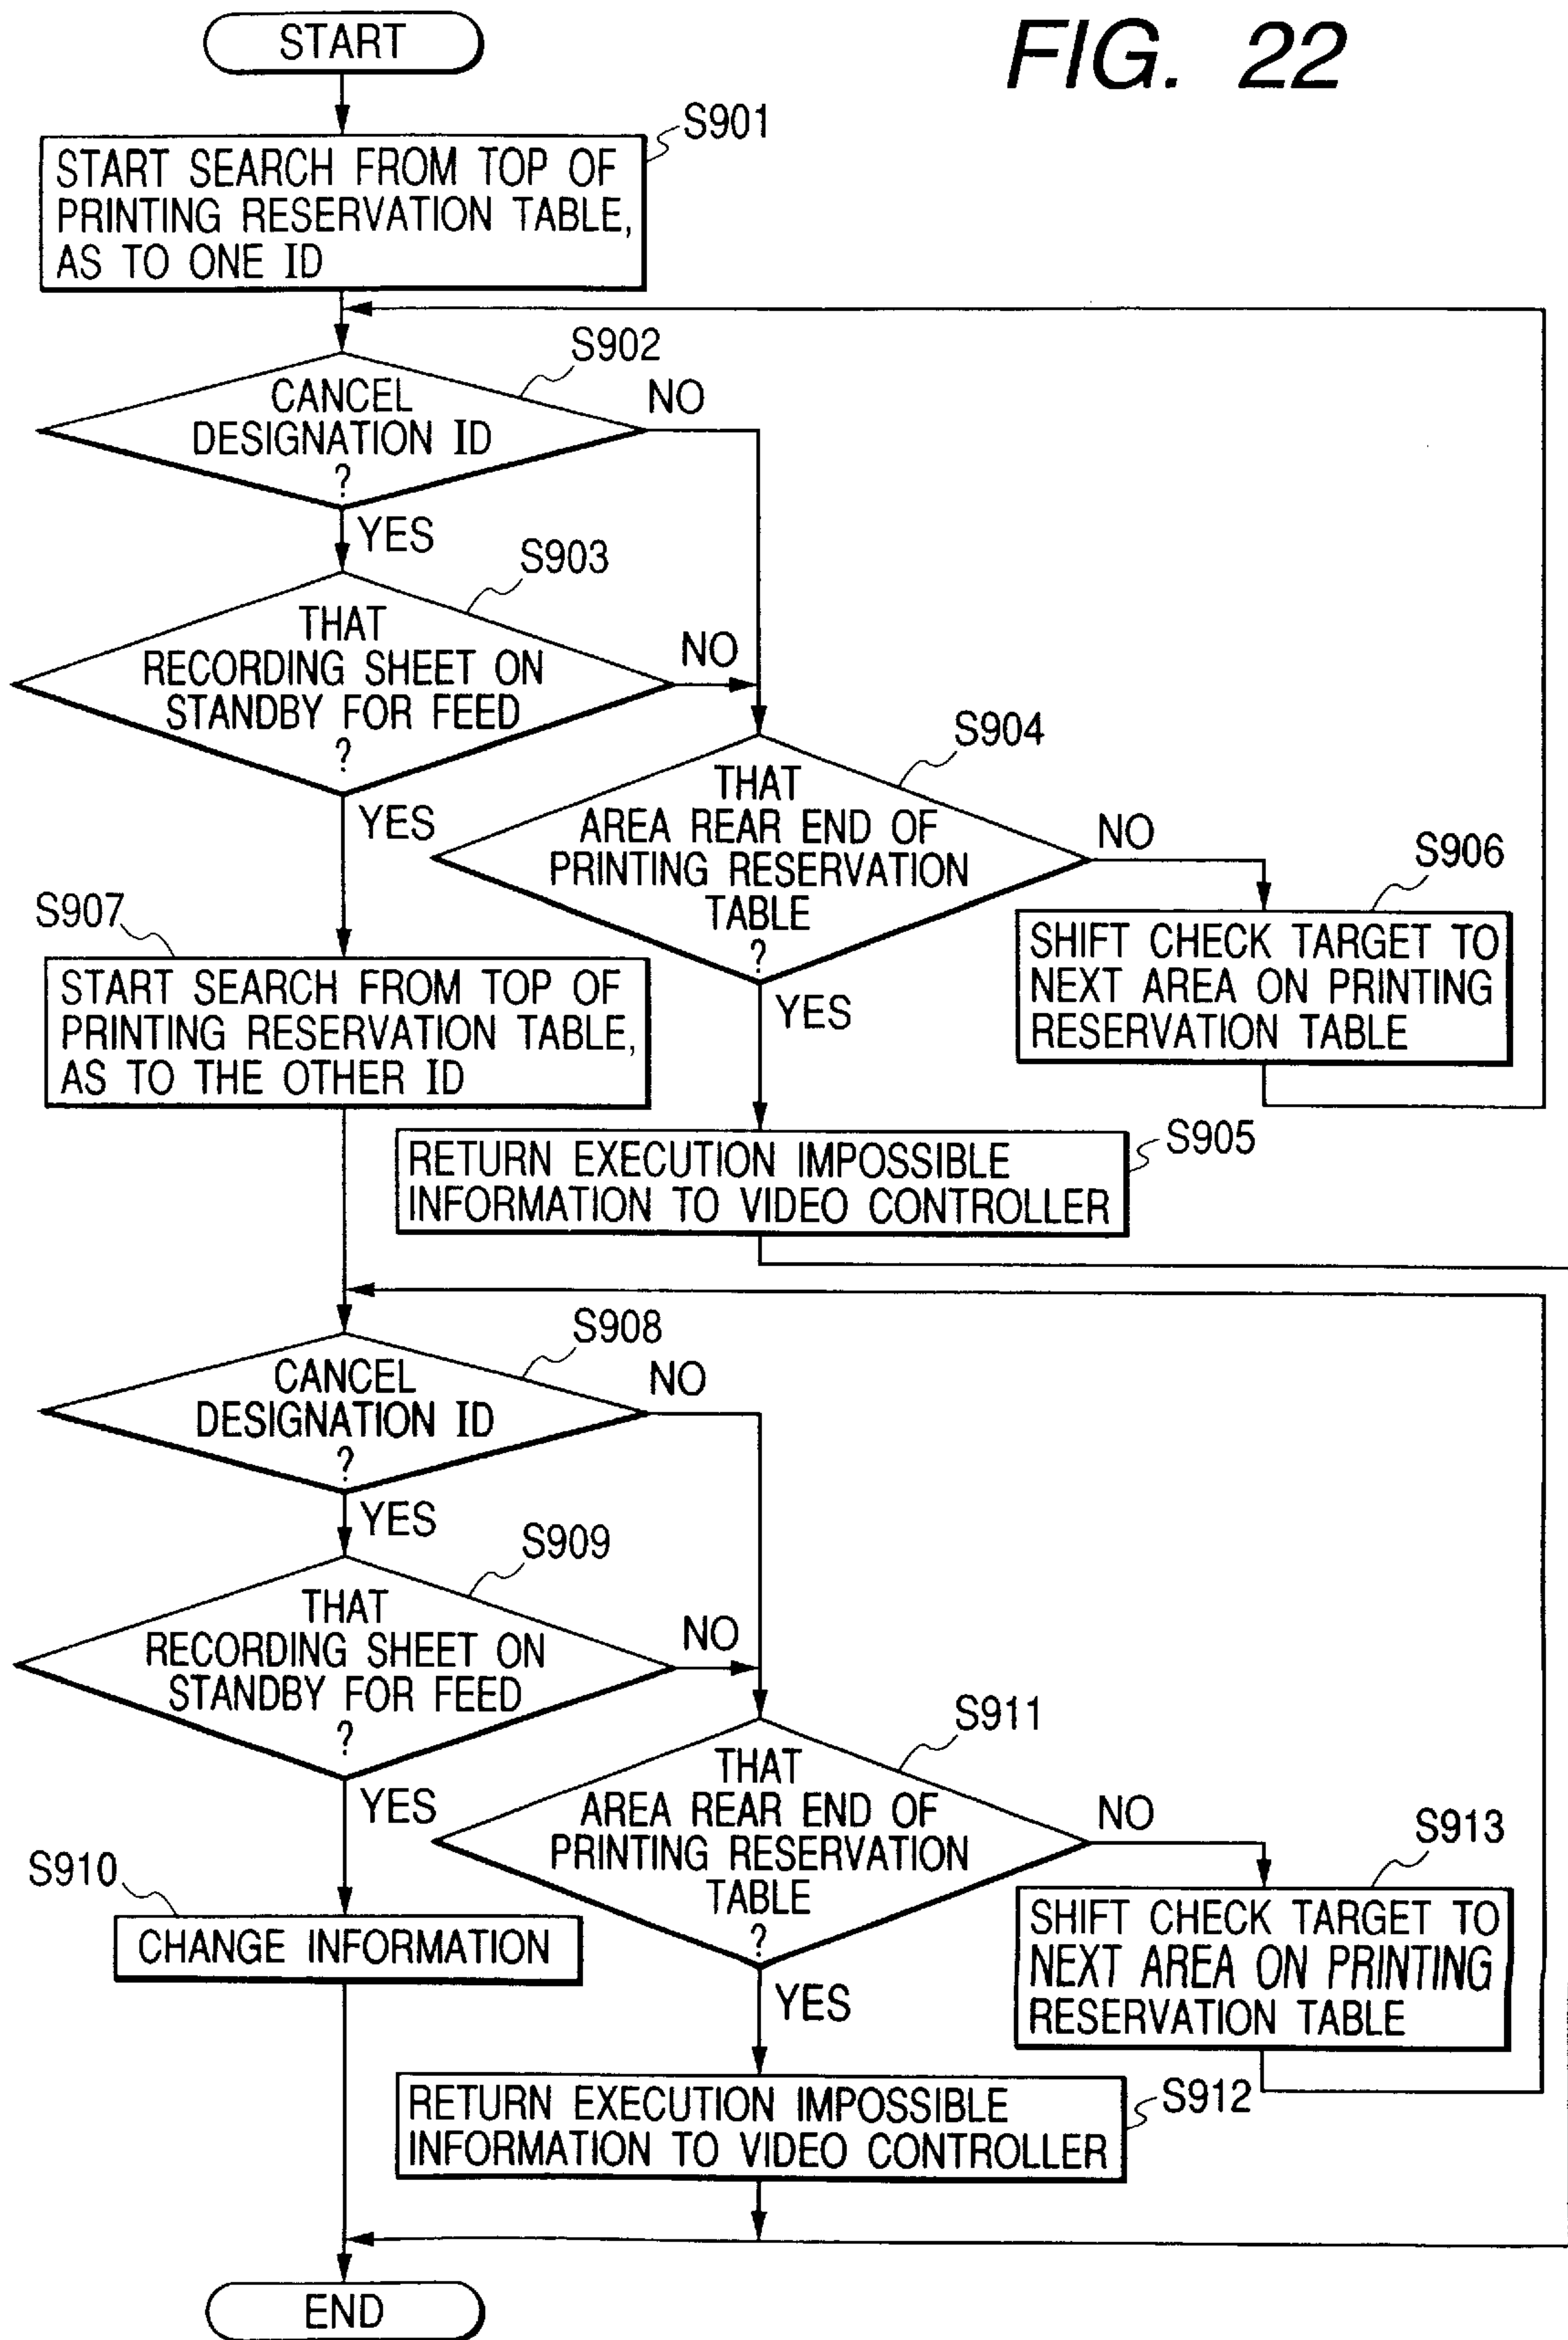 FIG. 22
START
S901
START SEARCH FROM TOP OF
PRINTING RESERVATION TABLE,
AS TO ONE ID
S902
CANCEL
DESIGNATION ID
?
NO
YES
S903
THAT
RECORDING SHEET ON
STANDBY FOR FEED
?
NO
YES
S904
THAT
AREA REAR END OF
PRINTING RESERVATION
TABLE
?
NO
YES
S906
SHIFT CHECK TARGET TO
NEXT AREA ON PRINTING
RESERVATION TABLE
S907
START SEARCH FROM TOP OF
PRINTING RESERVATION TABLE,
AS TO THE OTHER ID
S905
RETURN EXECUTION IMPOSSIBLE
INFORMATION TO VIDEO CONTROLLER
S908
CANCEL
DESIGNATION ID
?
NO
YES
S909
THAT
RECORDING SHEET ON
STANDBY FOR FEED
?
NO
YES
S911
THAT
AREA REAR END OF
PRINTING RESERVATION
TABLE
?
NO
YES
S913
SHIFT CHECK TARGET TO
NEXT AREA ON PRINTING
RESERVATION TABLE
S910
CHANGE INFORMATION
S912
RETURN EXECUTION IMPOSSIBLE
INFORMATION TO VIDEO CONTROLLER
END